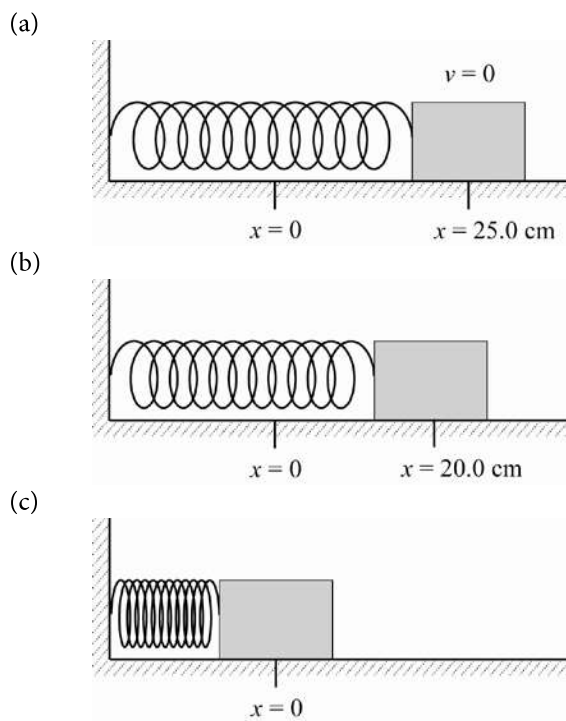 (a)
v = 0
x = 0
x = 25.0 cm
(b)
x = 0
x = 20.0 cm
(c)
x = 0